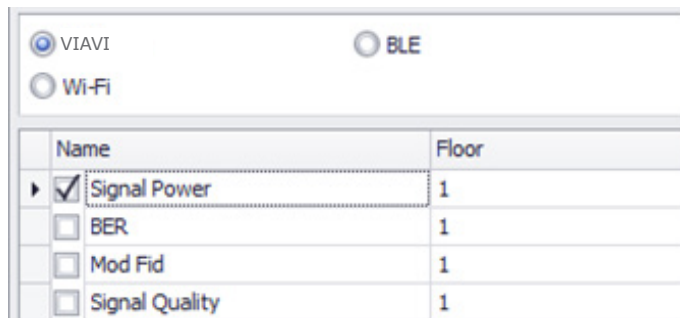 VIAVI BLE
Wi-Fi
Name Floor
Signal Power 1
BER 1
Mod Fid 1
Signal Quality 1